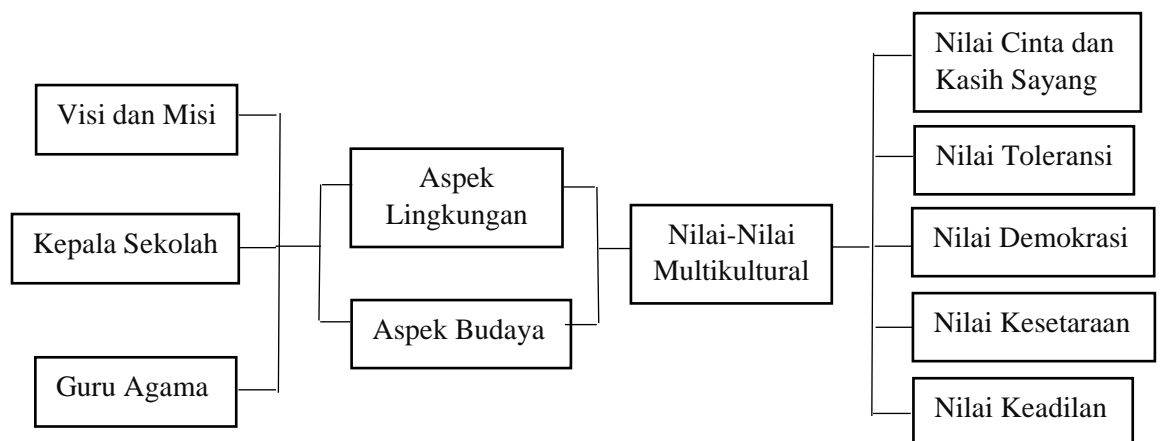 Visi dan Misi
Kepala Sekolah
Guru Agama
Aspek
Lingkungan
Aspek Budaya
Nilai-Nilai
Multikultural
Nilai Cinta dan
Kasih Sayang
Nilai Toleransi
Nilai Demokrasi
Nilai Kesetaraan
Nilai Keadilan